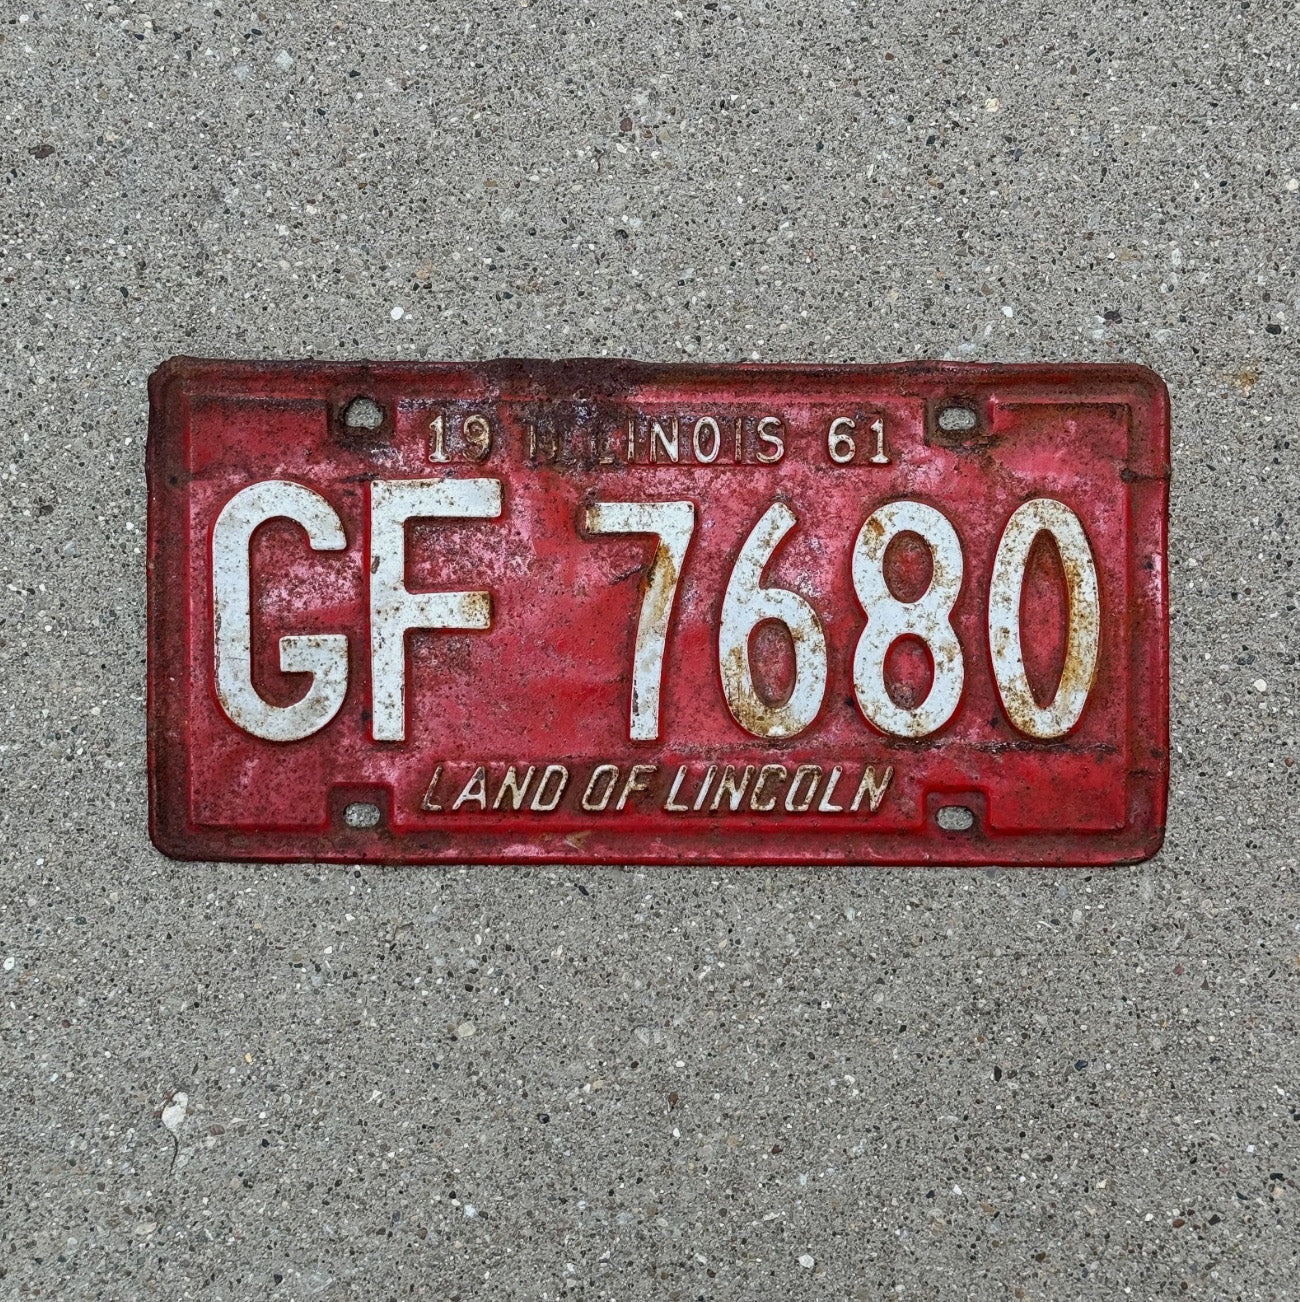 19 ILLINOIS 61
GF 7680
LAND OF LINCOLN